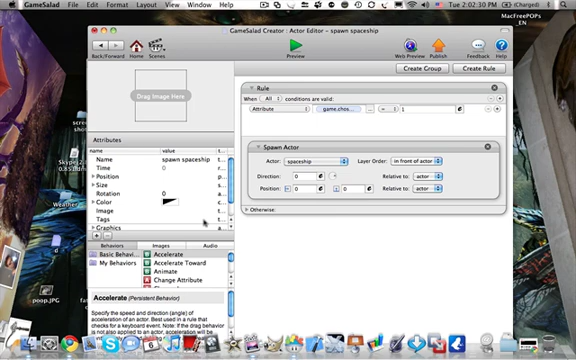 GameSalad File Edit Format Layout View Window Help
Tue 2:02:30 PM (Charged)
MacFreePOPs
_EN
GameSalad Creator: Actor Editor - spawn spaceship
Back/Forward Home Scenes Preview Web Preview Publish Feedback Help
Create Group Create Rule
Drag Image Here
Rule
When All conditions are valid:
Attribute game.chos... ... = 1
Attributes
name value t...
Name spawn spaceship t...
Time 0 r...
Position p...
Size s...
Rotation 0
Color c...
Image t...
Tags t...
Graphics
Spawn Actor
Actor: spaceship Layer Order: in front of actor
Direction: 0 Relative to: actor
Position: 0 0 Relative to: actor
Otherwise:
Behaviors Images Audio
Basic Behavi...
My Behaviors
Accelerate
Accelerate Toward
Animate
Change Attribute
Accelerate (Persistent Behavior)
Specify the speed and direction (angle) of
acceleration of an actor. Best used in a rule that
checks for a keyboard event. Note: If the drag
behavior is not also applied to an actor, acceleration will
Weather
poop.JPG